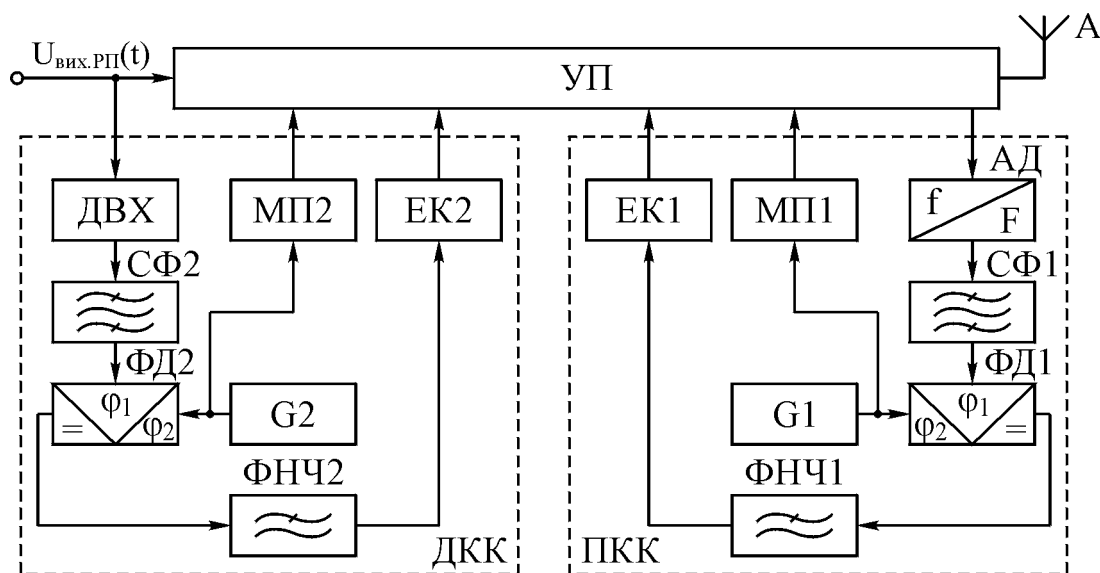 A
Uвих.РП(t)
УП
АД
ДВХ
МП2
ЕК2
ЕК1
МП1
f
F
СФ2
СФ1
ФД2
ФД1
φ1
=
φ2
G2
G1
φ1
φ2
=
ФНЧ2
ФНЧ1
ДКК
ПКК